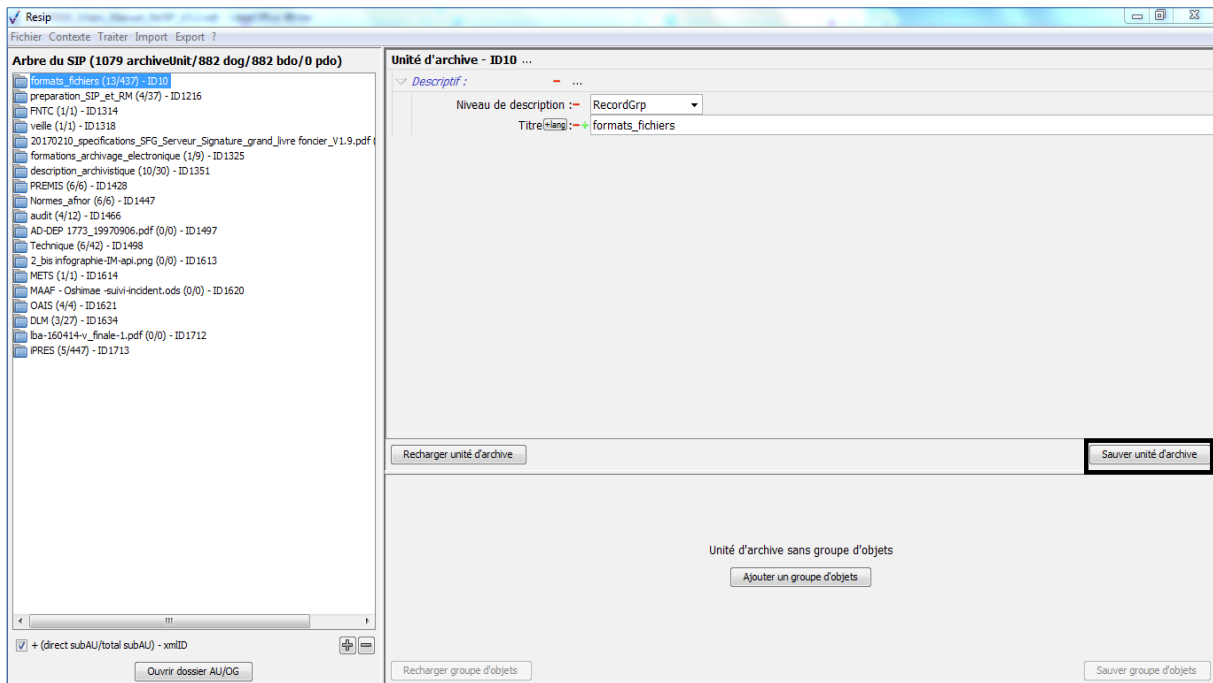 Resip
Fichier Contexte Traiter Import Export ?
Arbre du SIP (1079 archiveUnit/882 dog/882 bdo/0 pdo)
formats_fichiers (13/437) - ID10
preparation_SIP_et_RM (4/37) - ID1216
FNTC (1/1) - ID1314
veille (1/1) - ID1318
20170210_specifications_SFG_Serveur_Signature_grand_livre foncier_V1.9.pdf (
formations_archivage_electronique (1/9) - ID1325
description_archivistique (10/30) - ID1351
PREMIS (6/6) - ID1428
Normes_afnor (6/6) - ID1447
audit (4/12) - ID1466
AD-DEP 1773_19970906.pdf (0/0) - ID1497
Technique (6/42) - ID1498
2_bis infographie-IM-api.png (0/0) - ID1613
METS (1/1) - ID1614
MAAF - Oshimae -suivi-incident.ods (0/0) - ID1620
OAIS (4/4) - ID1621
DLM (3/27) - ID1634
lba-160414-v_finale-1.pdf (0/0) - ID1712
iPRES (5/447) - ID1713
+ (direct subAU/total subAU) - xmlID
Ouvrir dossier AU/OG
Unité d'archive - ID10 ...
Descriptif : - ...
Niveau de description :- RecordGrp
Titre +lang :- + formats_fichiers
Recharger unité d'archive
Sauver unité d'archive
Unité d'archive sans groupe d'objets
Ajouter un groupe d'objets
Recharger groupe d'objets
Sauver groupe d'objets